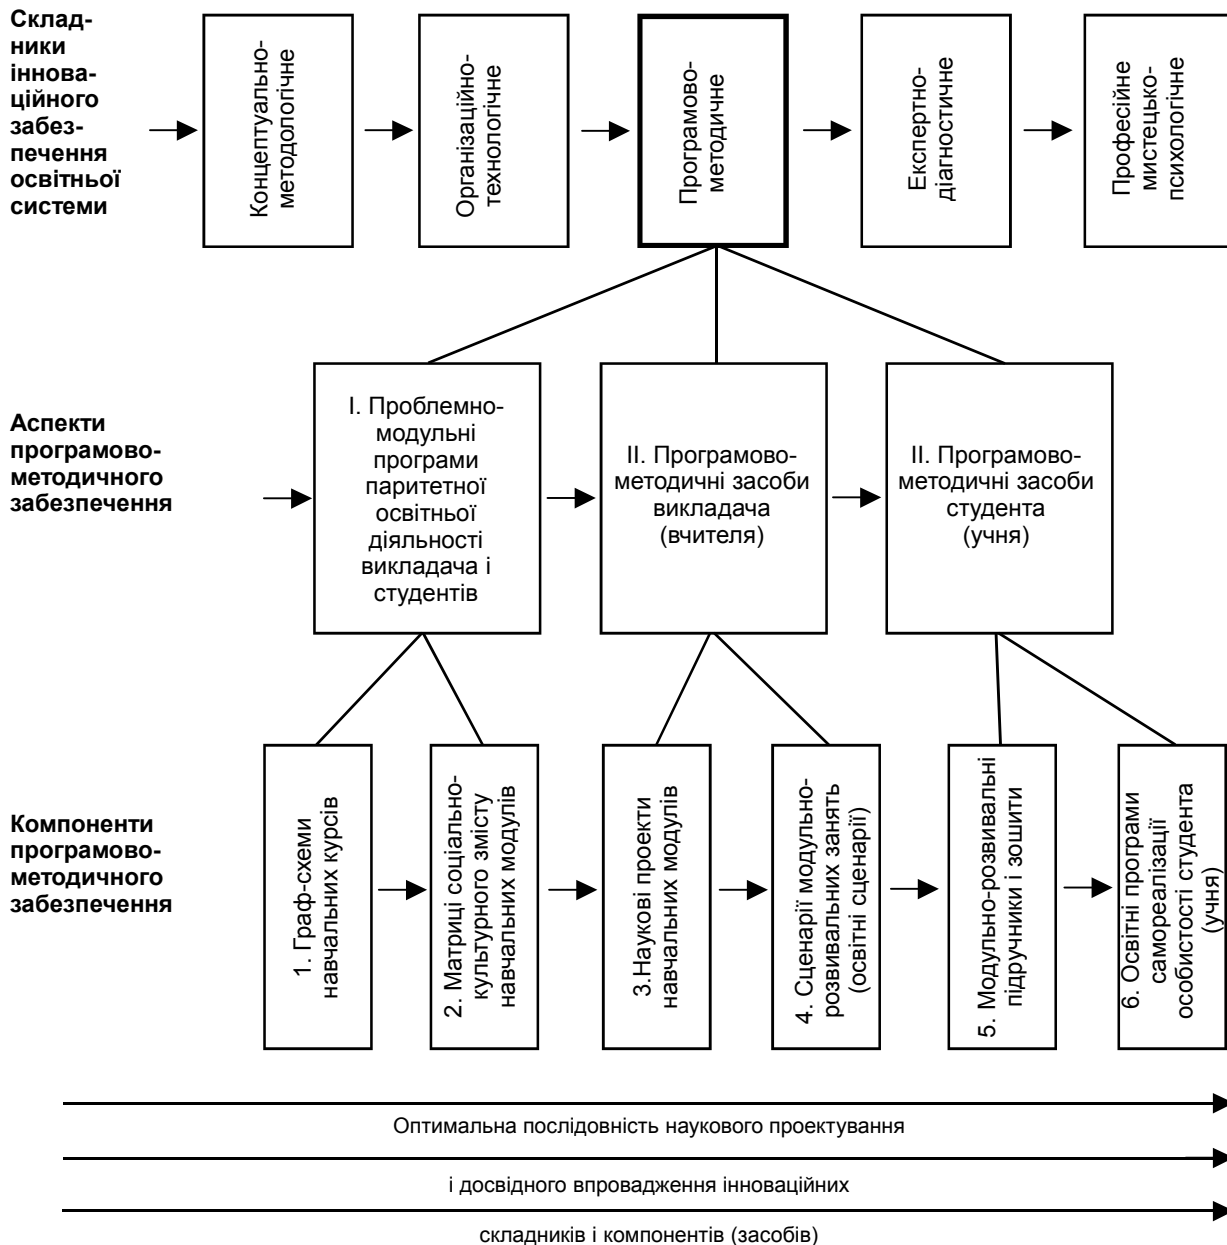 Склад-
ники
іннова-
ційного
забез-
печення
освітньої
системи
Концептуально-
методологічне
Організаційно-
технологічне
Програмово-
методичне
Експертно-
діагностичне
Професійне
мистецько-
психологічне
Аспекти
програмово-
методичного
забезпечення
І. Проблемно-
модульні
програми
паритетної
освітньої
діяльності
викладача і
студентів
ІІ. Програмово-
методичні засоби
викладача
(вчителя)
ІІ. Програмово-
методичні засоби
студента
(учня)
Компоненти
програмово-
методичного
забезпечення
1. Граф-схеми
навчальних курсів
2. Матриці соціально-
культурного змісту
навчальних модулів
3.Наукові проекти
навчальних модулів
4. Сценарії модульно-
розвивальних занять
(освітні сценарії)
5. Модульно-розвивальні
підручники і зошити
6. Освітні програми
самореалізації
особистості студента
(учня)
Оптимальна послідовність наукового проектування
і досвідного впровадження інноваційних
складників і компонентів (засобів)